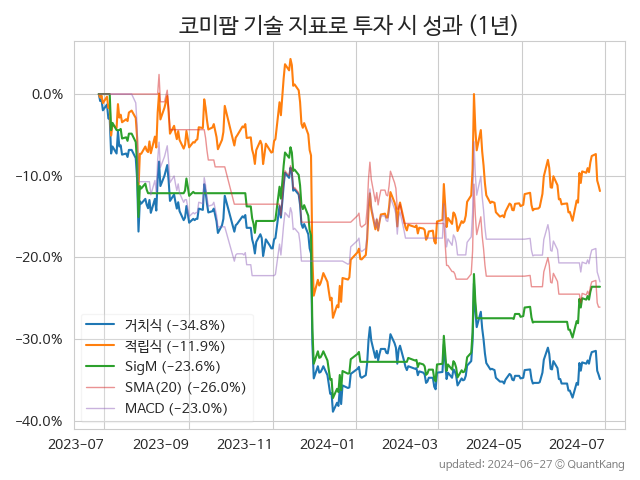 코미팜 기술 지표로 투자 시 성과 (1년)
0.0%
−10.0%
−20.0%
−30.0%
−40.0%
거치식 (−34.8%)
적립식 (−11.9%)
SigM (−23.6%)
SMA(20) (−26.0%)
MACD (−23.0%)
2023−07 2023−09 2023−11 2024−01 2024−03 2024−05 2024−07
updated: 2024−06−27 ⓒ QuantKang